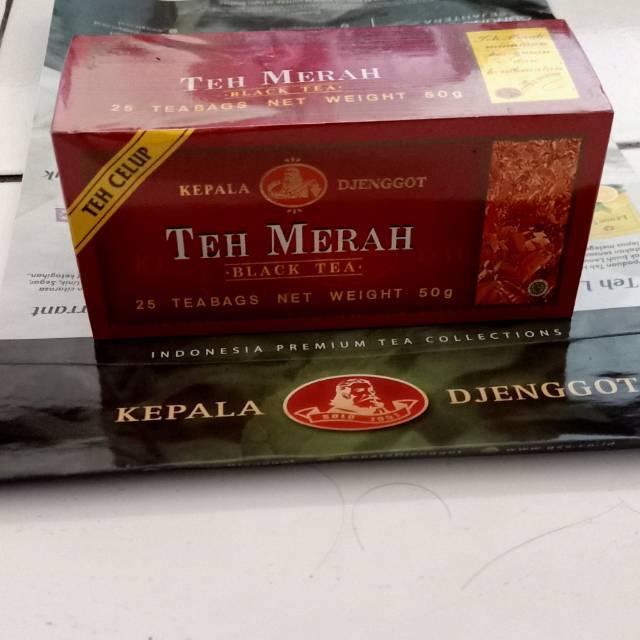 TEH MERAH
BLACK TEA
25 TEABAGS NET WEIGHT 50g
TEH CELUP
KEPALA DJENGGOT
TEH MERAH
BLACK TEA
25 TEABAGS NET WEIGHT 50g
INDONESIA PREMIUM TEA COLLECTIONS
KEPALA DJENGGOT